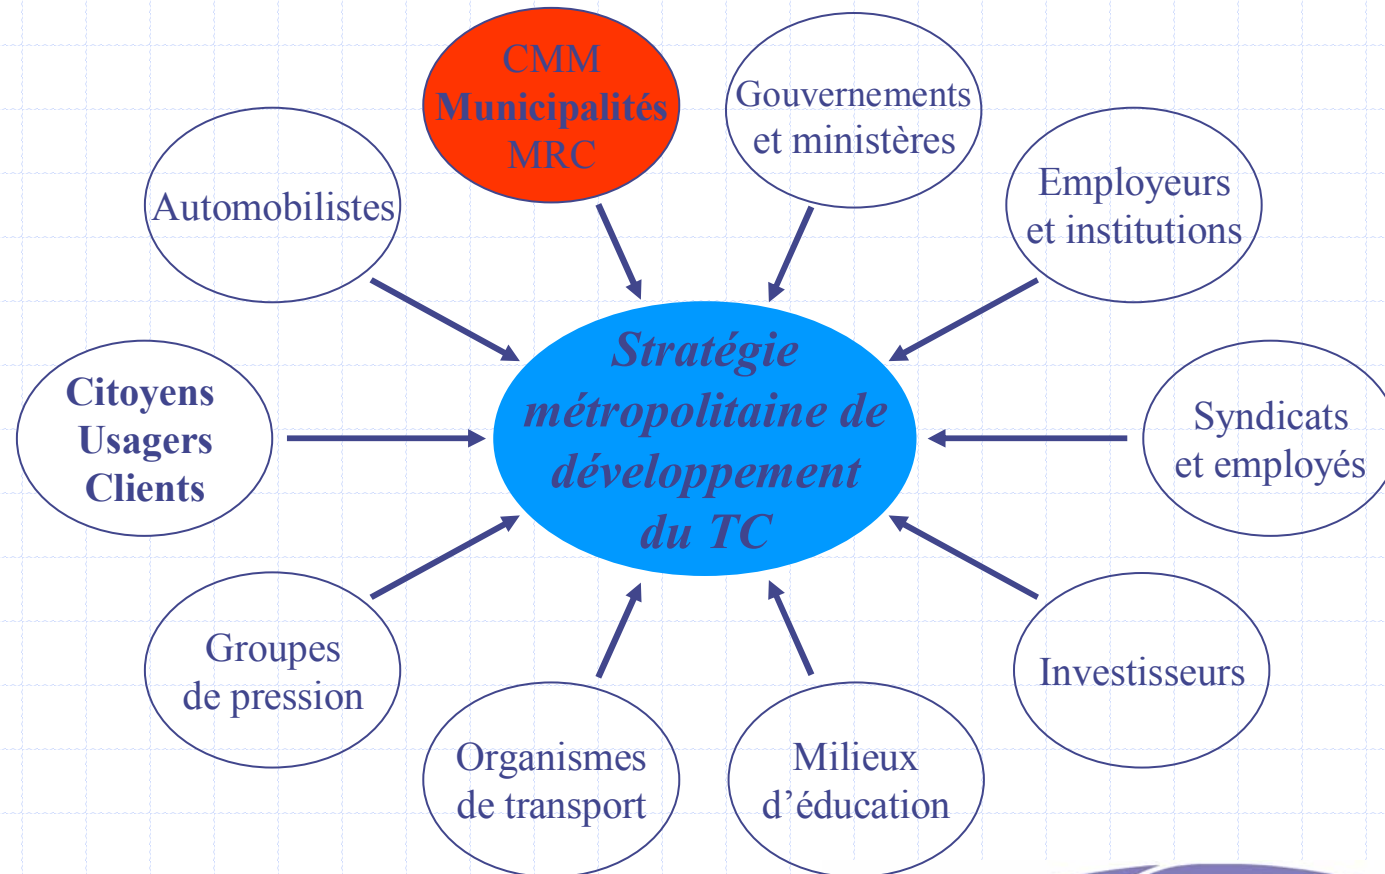 CMM
Municipalités
MRC
Gouvernements
et ministères
Automobilistes
Employeurs
et institutions
Stratégie
métropolitaine de
développement
du TC
Citoyens
Usagers
Clients
Syndicats
et employés
Groupes
de pression
Investisseurs
Organismes
de transport
Milieux
d’éducation